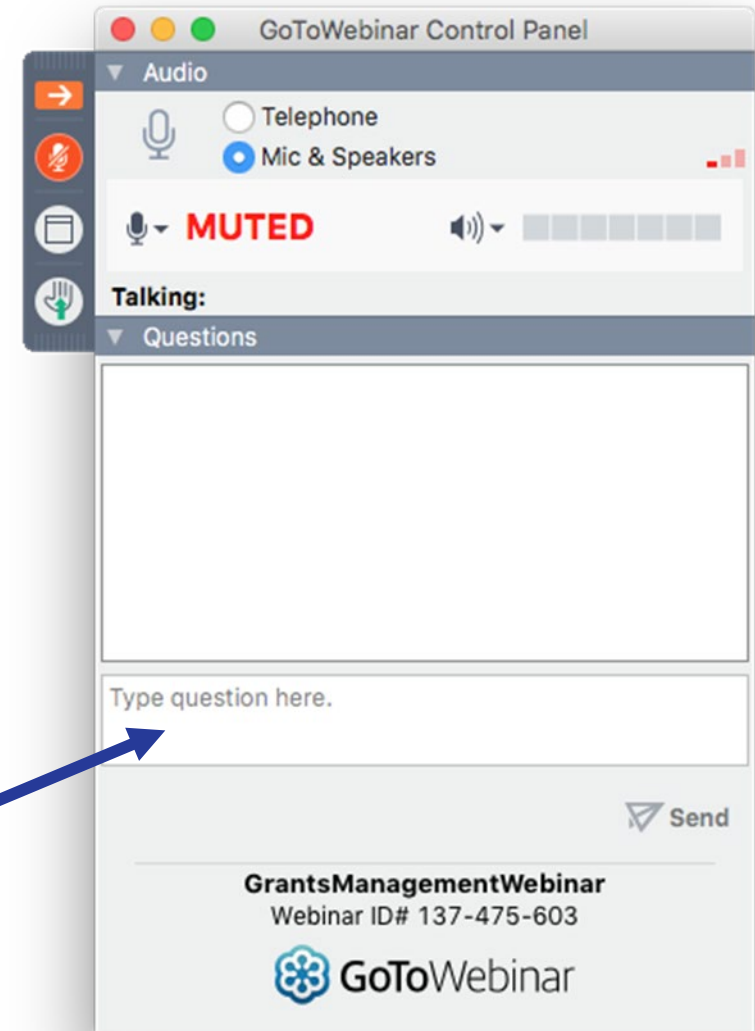 GoToWebinar Control Panel
Audio
Telephone
Mic & Speakers
MUTED
Talking:
Questions
Type question here.
Send
GrantsManagementWebinar
Webinar ID# 137-475-603
GoToWebinar